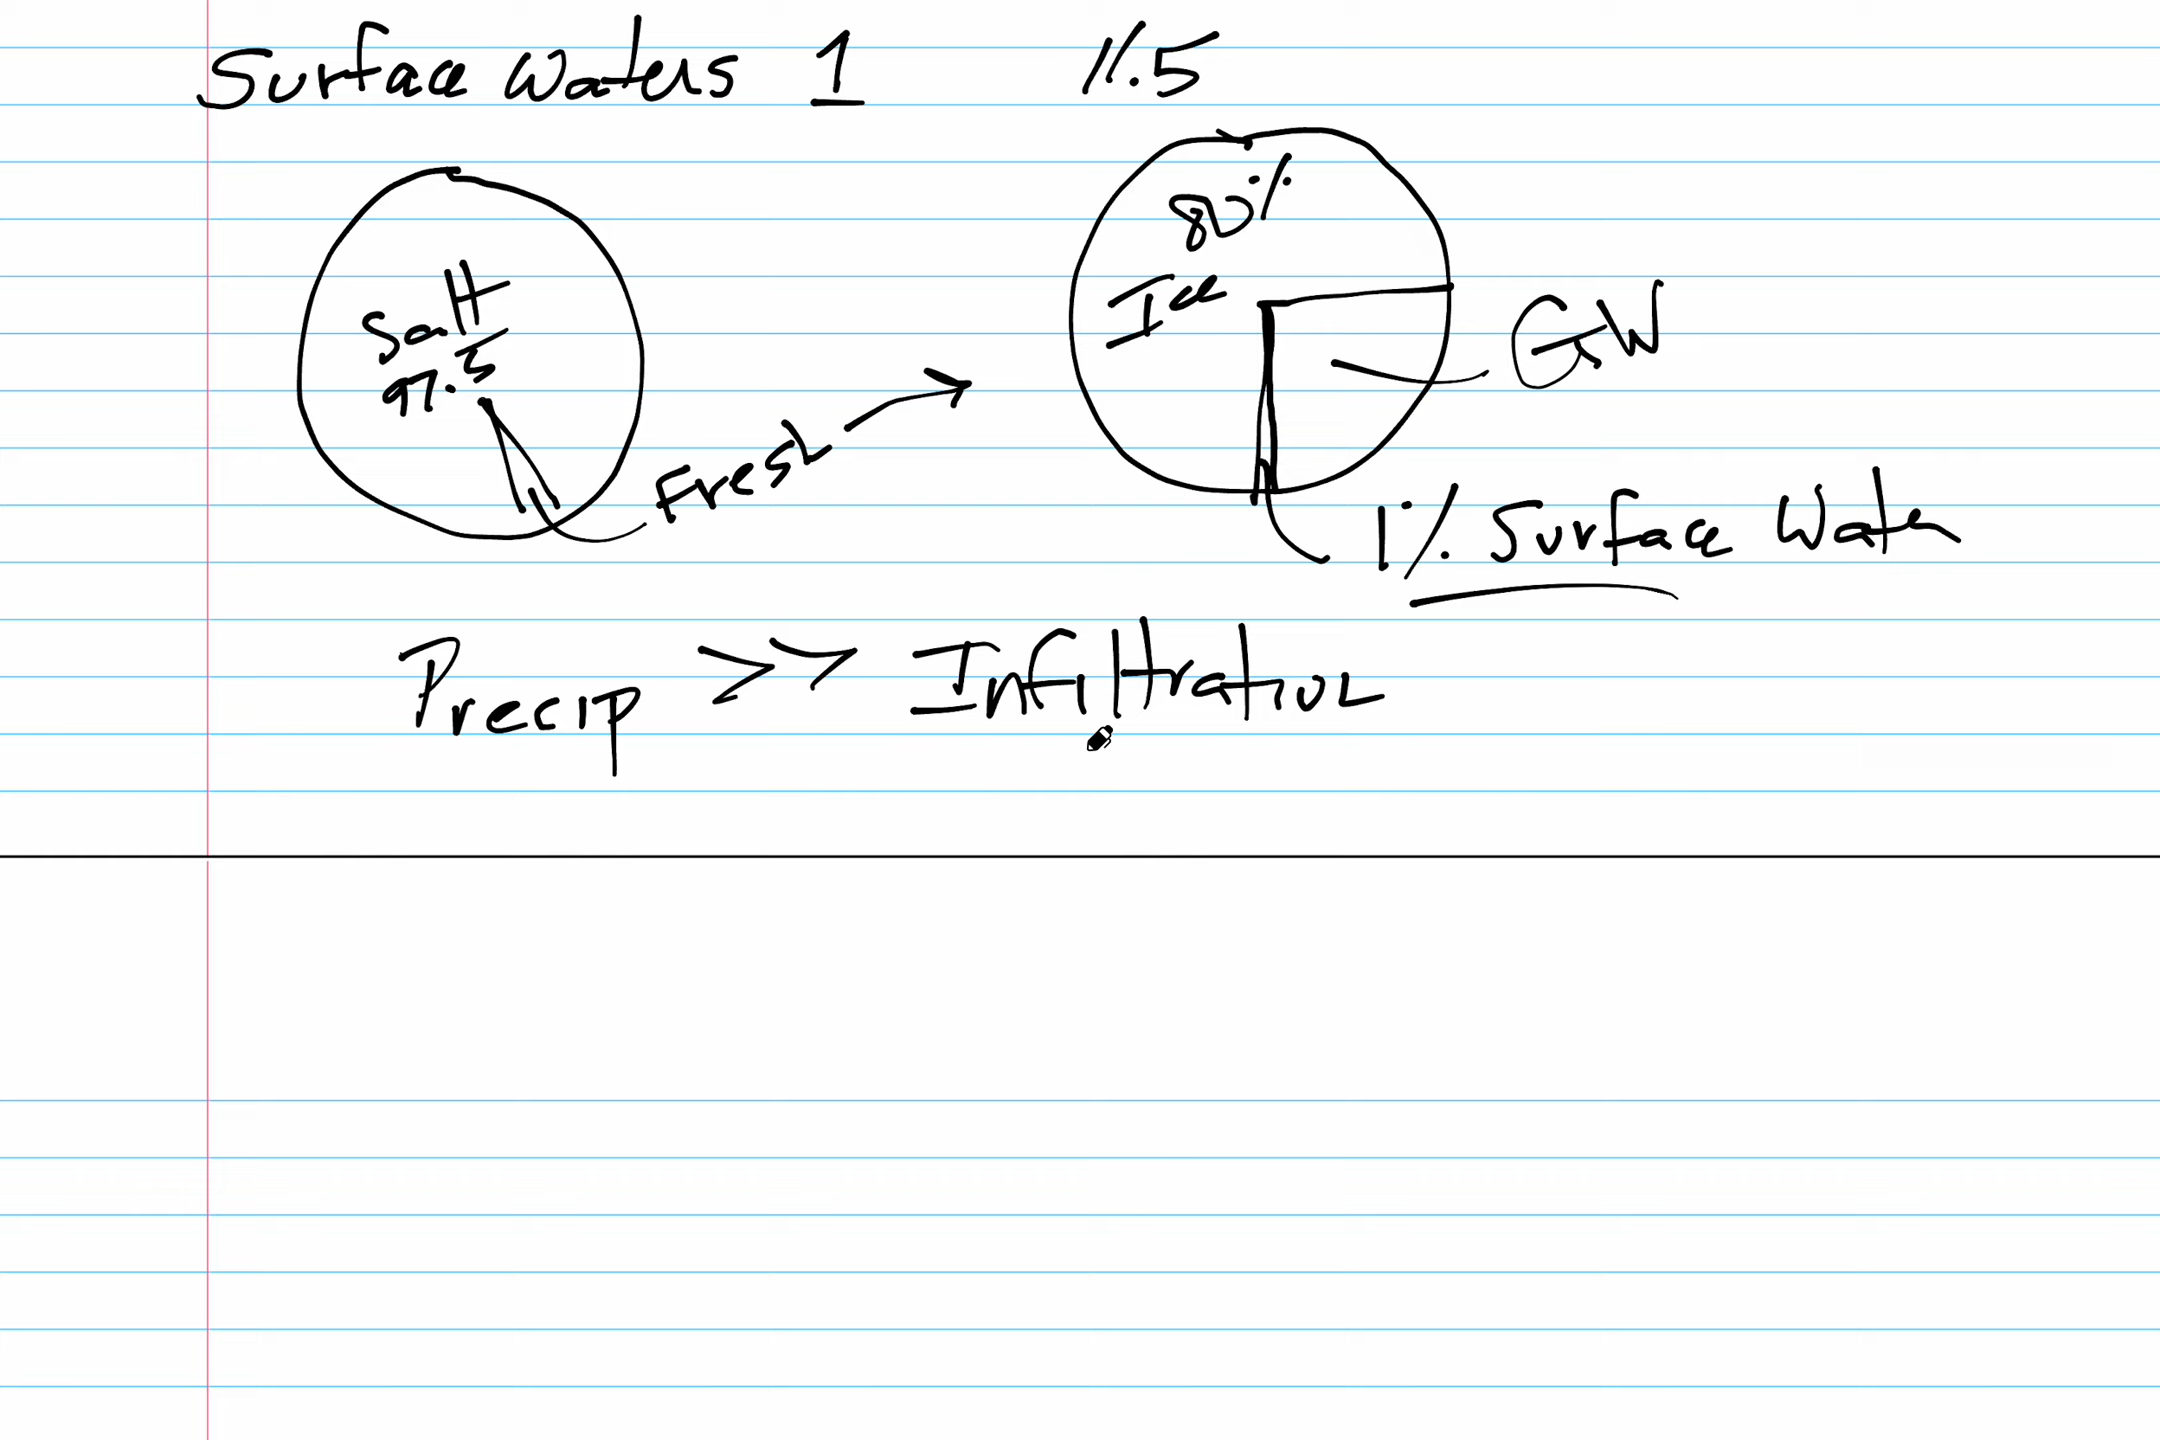 Surface Waters 1 11.5
80%
Ice
Salt
97.5
GW
Fresh
1% Surface Water
Precip >> Infiltration